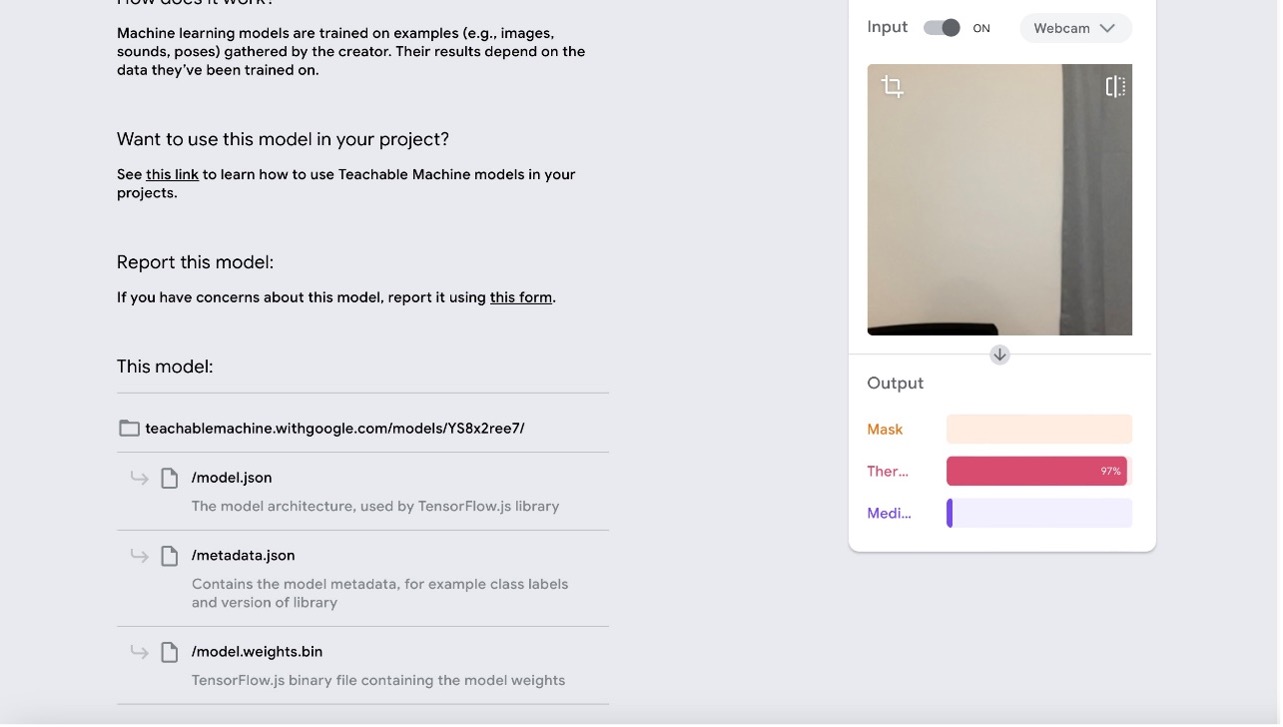 How does it work?
Machine learning models are trained on examples (e.g., images,
sounds, poses) gathered by the creator. Their results depend on the
data they've been trained on.
Want to use this model in your project?
See this link to learn how to use Teachable Machine models in your
projects.
Report this model:
If you have concerns about this model, report it using this form.
This model:
teachablemachine.withgoogle.com/models/YS8x2ree7/
/model.json
The model architecture, used by TensorFlow.js library
/metadata.json
Contains the model metadata, for example class labels
and version of library
/model.weights.bin
TensorFlow.js binary file containing the model weights
Input ON Webcam
Output
Mask
Ther... 97%
Medi...